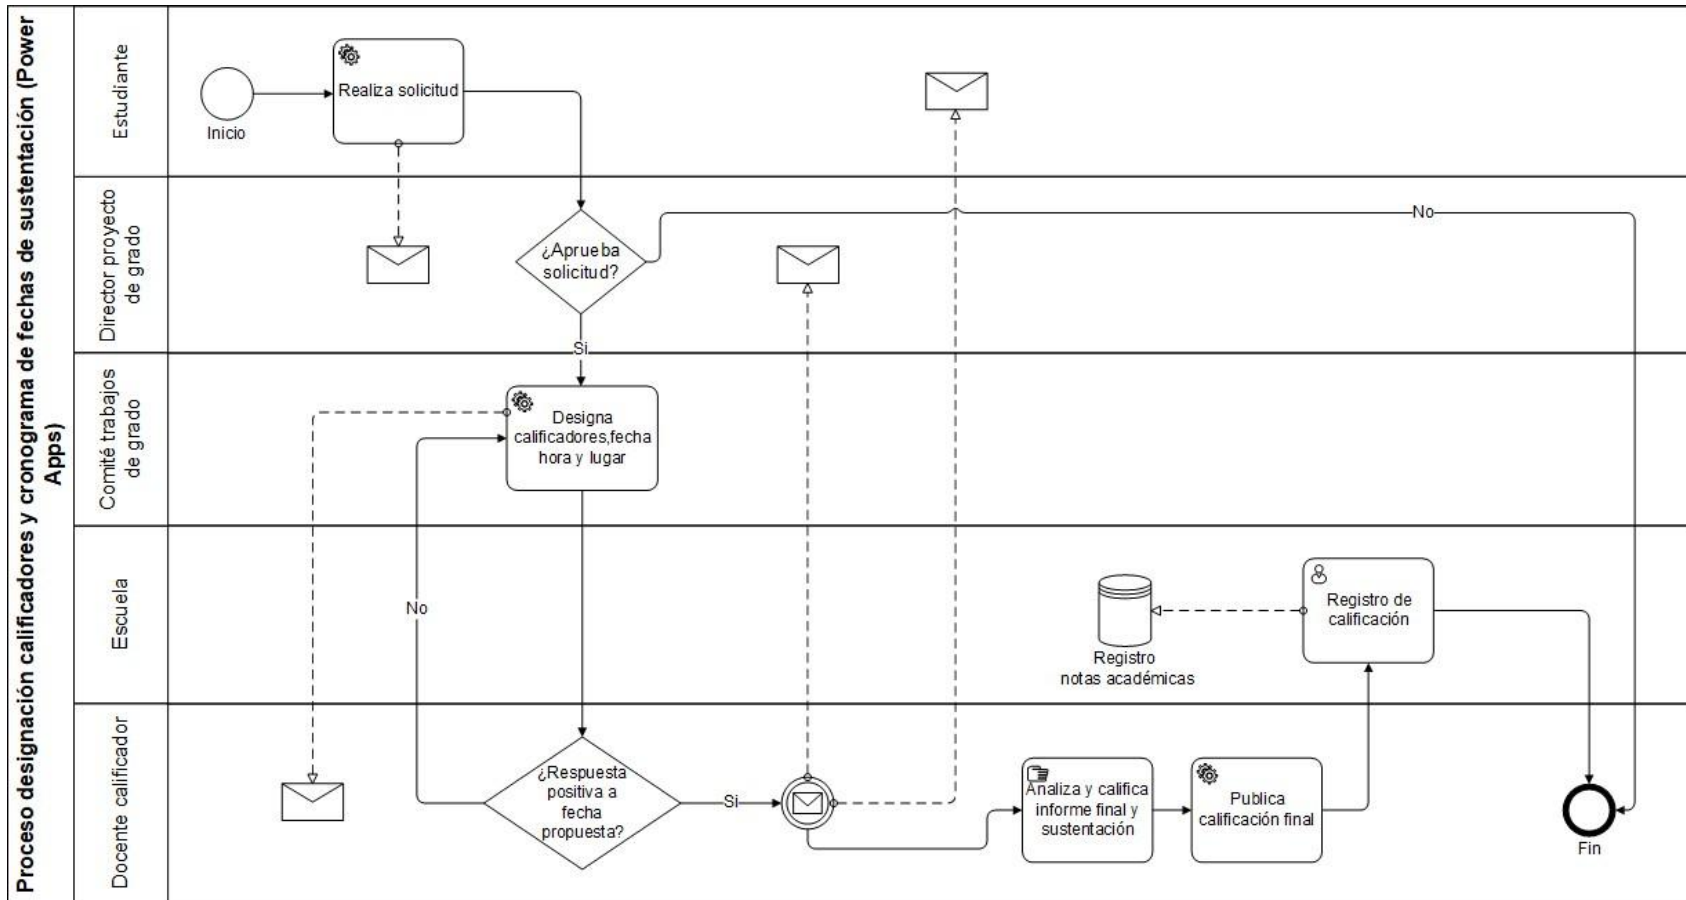 Proceso designación calificadores y cronograma de fechas de sustentación (Power
Apps)
Estudiante
Inicio
Realiza solicitud
Director proyecto
de grado
¿Aprueba
solicitud?
No
Si
Comité trabajos
de grado
Designa
calificadores,fecha
hora y lugar
Escuela
No
Registro
notas académicas
Registro de
calificación
Docente calificador
¿Respuesta
positiva a
fecha
propuesta?
Si
Analiza y califica
informe final y
sustentación
Publica
calificación final
Fin